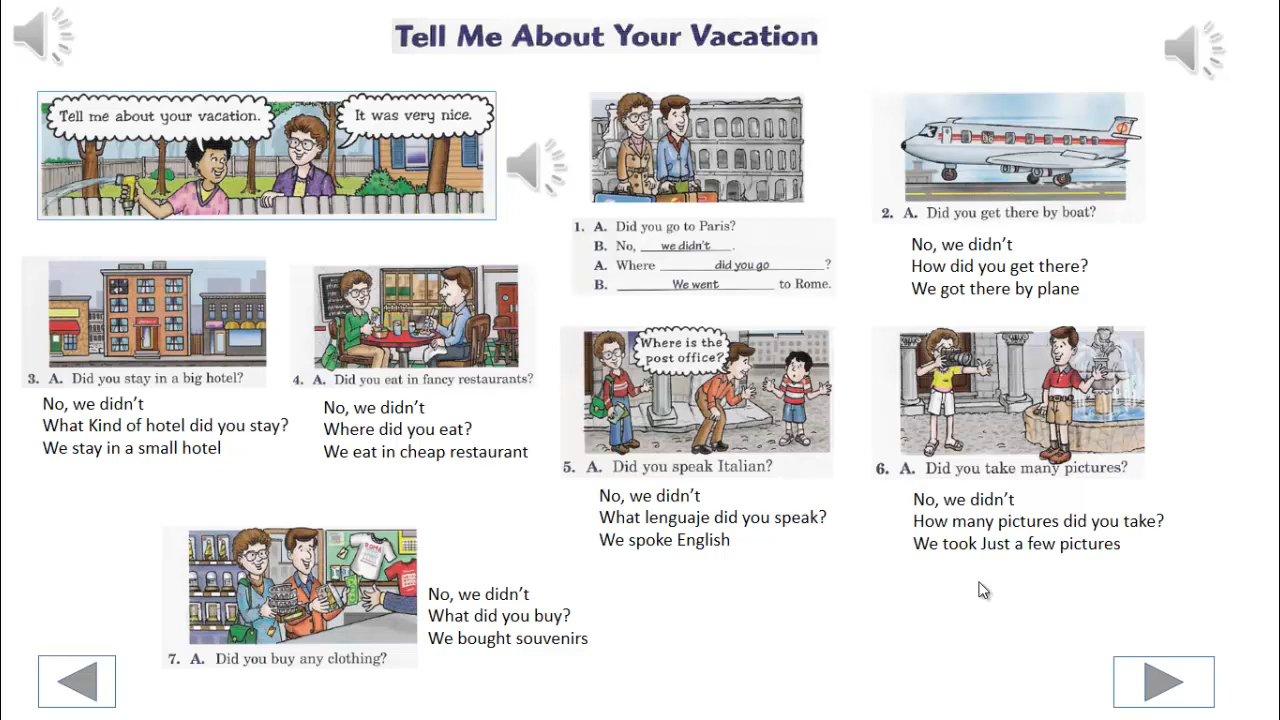 Tell Me About Your Vacation
Tell me about your vacation.
It was very nice.
1. A. Did you go to Paris?
B. No, we didn't.
A. Where did you go?
B. We went to Rome.
2. A. Did you get there by boat?
No, we didn't
How did you get there?
We got there by plane
3. A. Did you stay in a big hotel?
No, we didn't
What Kind of hotel did you stay?
We stay in a small hotel
4. A. Did you eat in fancy restaurants?
No, we didn't
Where did you eat?
We eat in cheap restaurant
Where is the
post office?
5. A. Did you speak Italian?
No, we didn't
What lenguaje did you speak?
We spoke English
6. A. Did you take many pictures?
No, we didn't
How many pictures did you take?
We took Just a few pictures
7. A. Did you buy any clothing?
No, we didn't
What did you buy?
We bought souvenirs